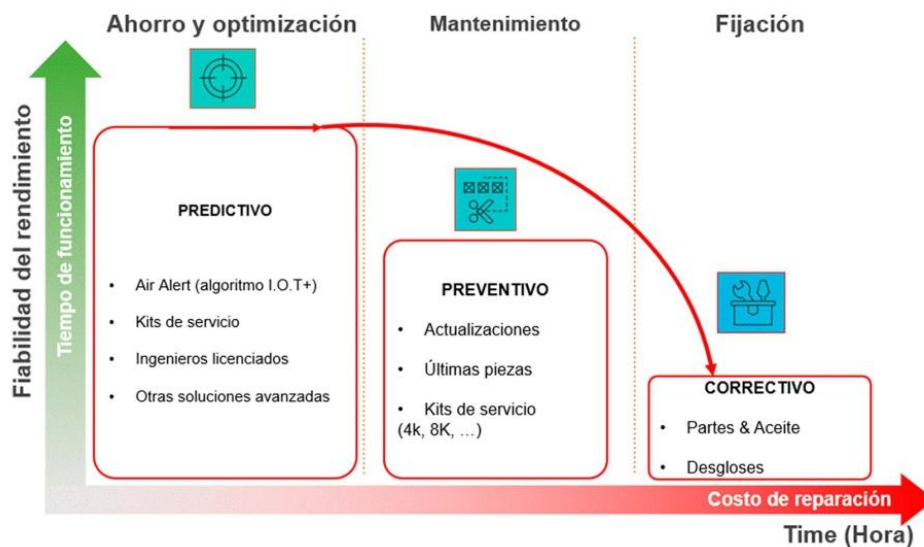 Ahorro y optimización
Mantenimiento
Fijación
Fiabilidad del rendimiento
Tiempo de funcionamiento
PREDICTIVO
• Air Alert (algoritmo I.O.T+)
• Kits de servicio
• Ingenieros licenciados
• Otras soluciones avanzadas
PREVENTIVO
• Actualizaciones
• Últimas piezas
• Kits de servicio
(4k, 8K, ...)
CORRECTIVO
• Partes & Aceite
• Desgloses
Costo de reparación
Time (Hora)